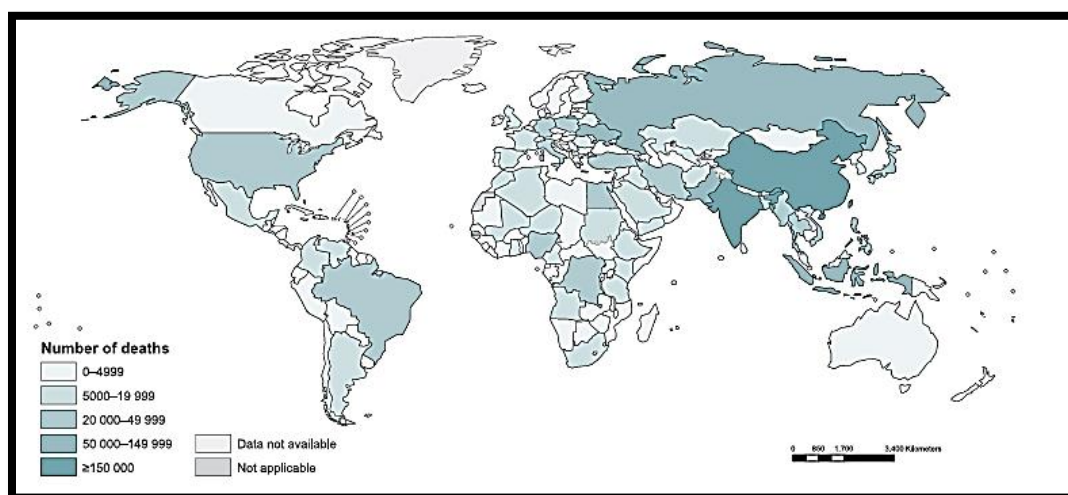 Number of deaths
0–4999
5000–19 999
20 000–49 999
50 000–149 999
≥150 000
Data not available
Not applicable
0 850 1,700 3,400 Kilometers